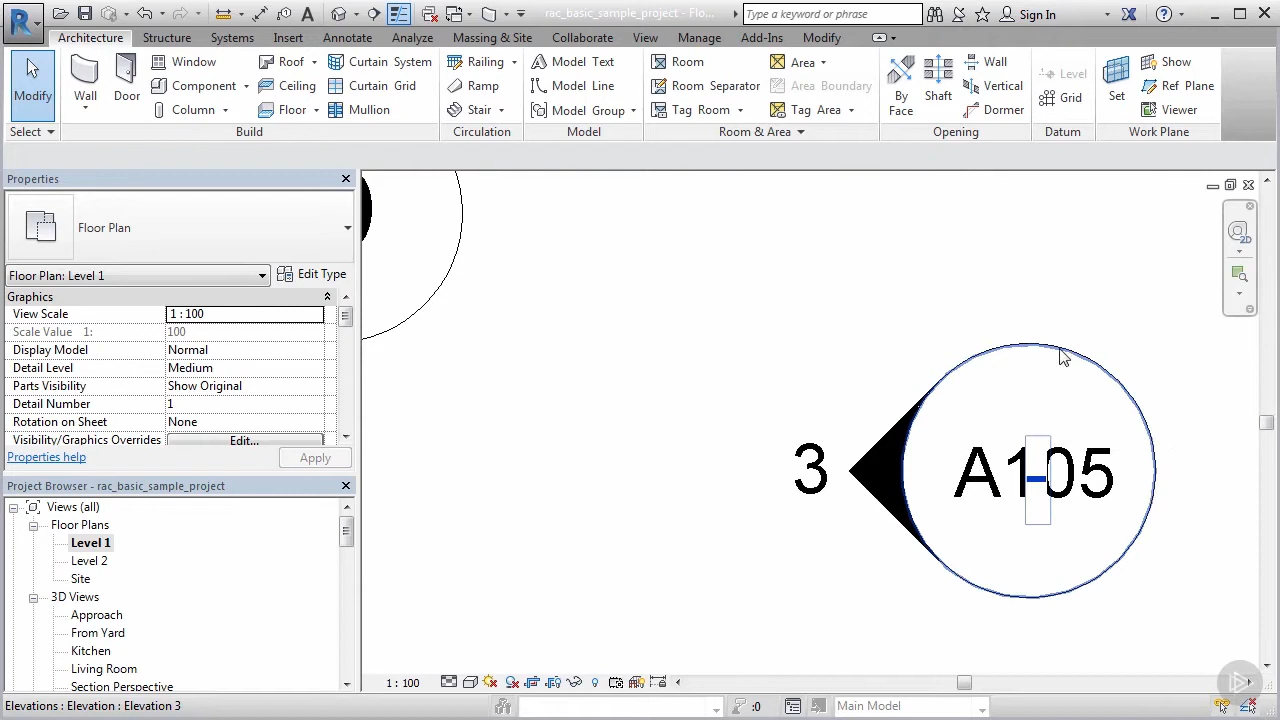 rac_basic_sample_project - Flo...
Type a keyword or phrase
Sign In
Architecture Structure Systems Insert Annotate Analyze Massing & Site Collaborate View Manage Add-Ins Modify
Modify
Wall
Door
Window
Component
Column
Roof
Ceiling
Floor
Curtain System
Curtain Grid
Mullion
Railing
Ramp
Stair
Model Text
Model Line
Model Group
Room
Room Separator
Tag Room
Area
Area Boundary
Tag Area
By Face
Shaft
Wall
Vertical
Dormer
Level
Grid
Set
Show
Ref Plane
Viewer
Select Build Circulation Model Room & Area Opening Datum Work Plane
Properties
Floor Plan
Floor Plan: Level 1 Edit Type
Graphics
View Scale 1 : 100
Scale Value 1: 100
Display Model Normal
Detail Level Medium
Parts Visibility Show Original
Detail Number 1
Rotation on Sheet None
Visibility/Graphics Overrides Edit...
Properties help Apply
Project Browser - rac_basic_sample_project
Views (all)
Floor Plans
Level 1
Level 2
Site
3D Views
Approach
From Yard
Kitchen
Living Room
Section Perspective
2D
3 A105
1 : 100
Elevations : Elevation : Elevation 3
:0
Main Model